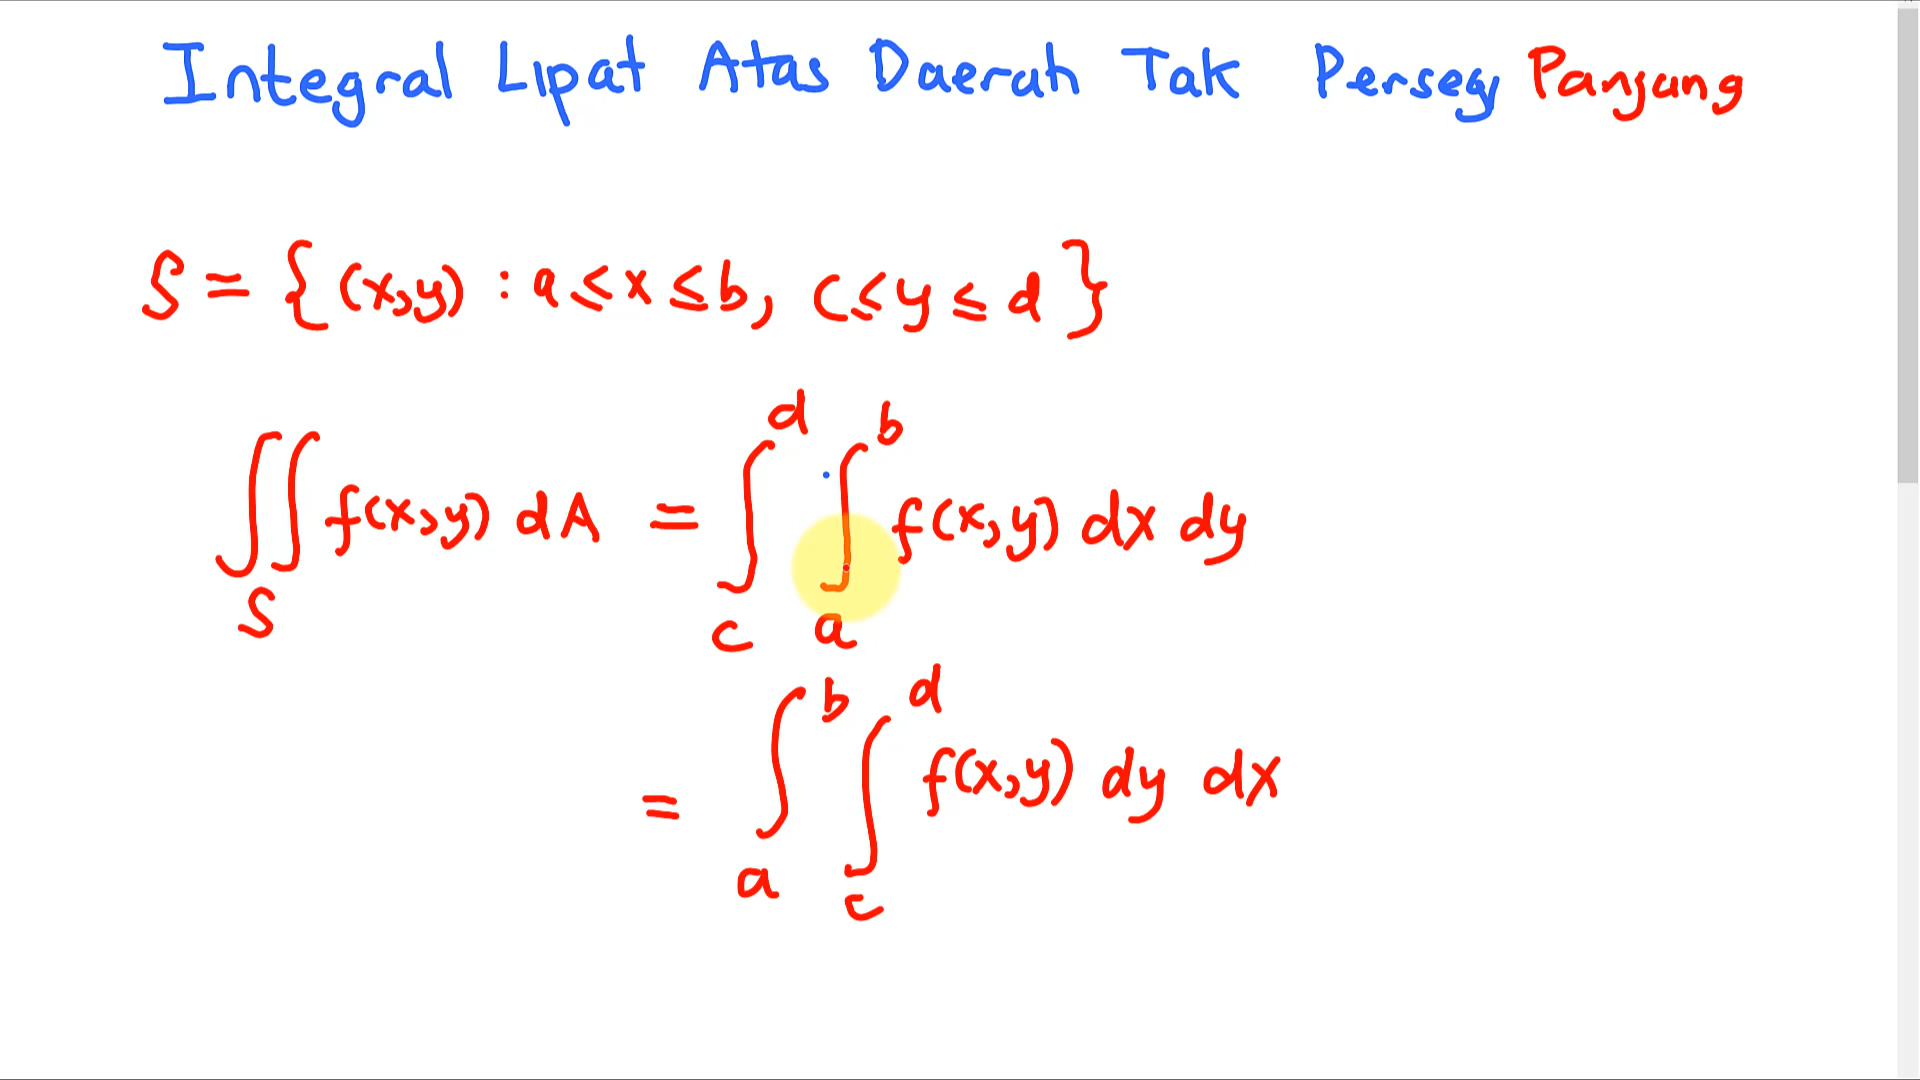 Integral Lipat Atas Daerah Tak Persegi Panjang
S = { (x,y) : a ≤ x ≤ b, c ≤ y ≤ d }
∬_S f(x,y) dA = ∫_c^d ∫_a^b f(x,y) dx dy
= ∫_a^b ∫_c^d f(x,y) dy dx